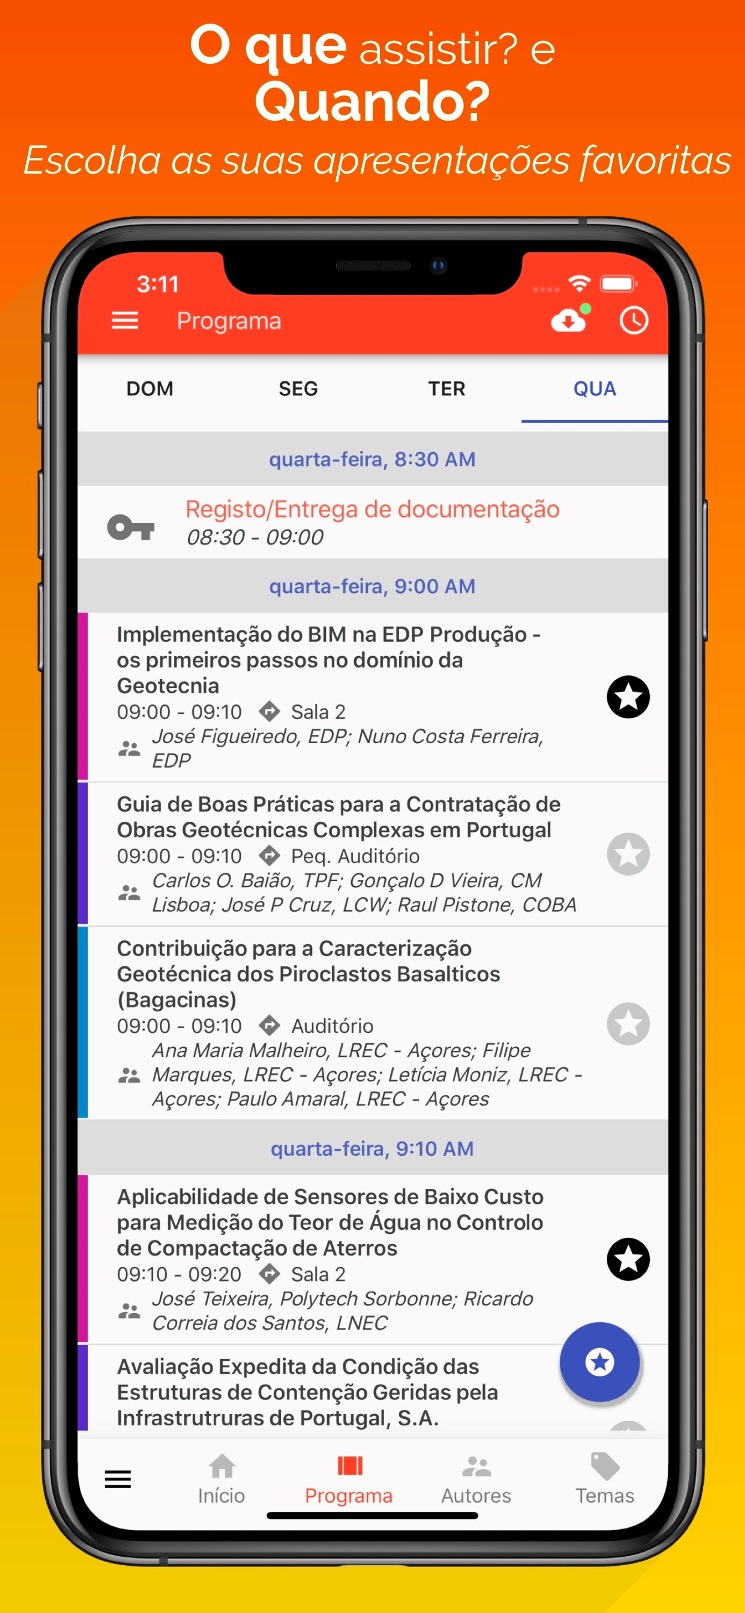 O que assistir? e
Quando?
Escolha as suas apresentações favoritas
3:11
Programa
DOM SEG TER QUA
quarta-feira, 8:30 AM
Registo/Entrega de documentação
08:30 - 09:00
quarta-feira, 9:00 AM
Implementação do BIM na EDP Produção -
os primeiros passos no domínio da
Geotecnia
09:00 - 09:10 Sala 2
José Figueiredo, EDP; Nuno Costa Ferreira,
EDP
Guia de Boas Práticas para a Contratação de
Obras Geotécnicas Complexas em Portugal
09:00 - 09:10 Peq. Auditório
Carlos O. Baião, TPF; Gonçalo D Vieira, CM
Lisboa; José P Cruz, LCW; Raul Pistone, COBA
Contribuição para a Caracterização
Geotécnica dos Piroclastos Basalticos
(Bagacinas)
09:00 - 09:10 Auditório
Ana Maria Malheiro, LREC - Açores; Filipe
Marques, LREC - Açores; Letícia Moniz, LREC -
Açores; Paulo Amaral, LREC - Açores
quarta-feira, 9:10 AM
Aplicabilidade de Sensores de Baixo Custo
para Medição do Teor de Água no Controlo
de Compactação de Aterros
09:10 - 09:20 Sala 2
José Teixeira, Polytech Sorbonne; Ricardo
Correia dos Santos, LNEC
Avaliação Expedita da Condição das
Estruturas de Contenção Geridas pela
Infrastrutruras de Portugal, S.A.
Início Programa Autores Temas